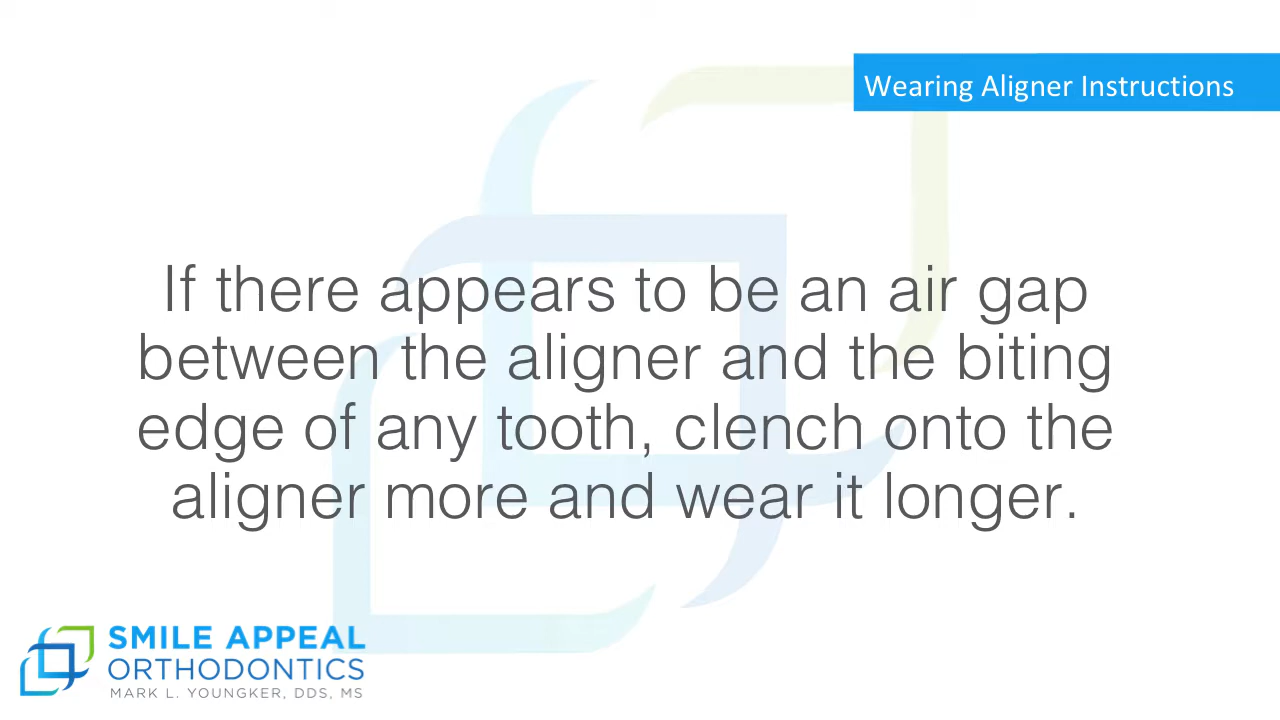 Wearing Aligner Instructions
If there appears to be an air gap
between the aligner and the biting
edge of any tooth, clench onto the
aligner more and wear it longer.
SMILE APPEAL
ORTHODONTICS
MARK L. YOUNGKER, DDS, MS